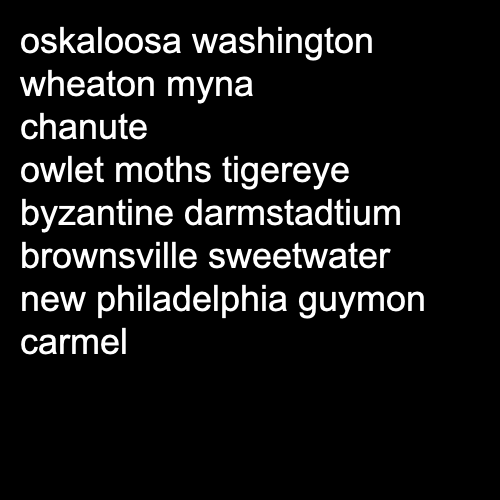 oskaloosa washington
wheaton myna
chanute
owlet moths tigereye
byzantine darmstadtium
brownsville sweetwater
new philadelphia guymon
carmel